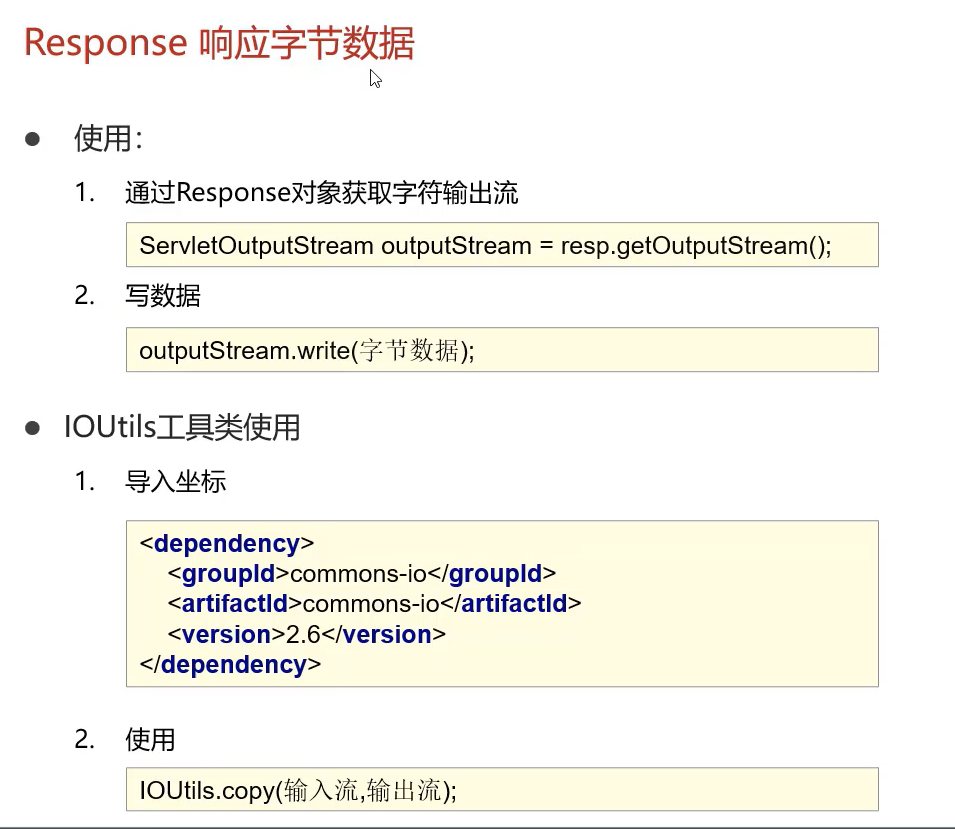 Response 响应字节数据
● 使用：
1. 通过Response对象获取字符输出流
ServletOutputStream outputStream = resp.getOutputStream();
2. 写数据
outputStream.write(字节数据);
● IOUtils工具类使用
1. 导入坐标
<dependency>
<groupId>commons-io</groupId>
<artifactId>commons-io</artifactId>
<version>2.6</version>
</dependency>
2. 使用
IOUtils.copy(输入流,输出流);